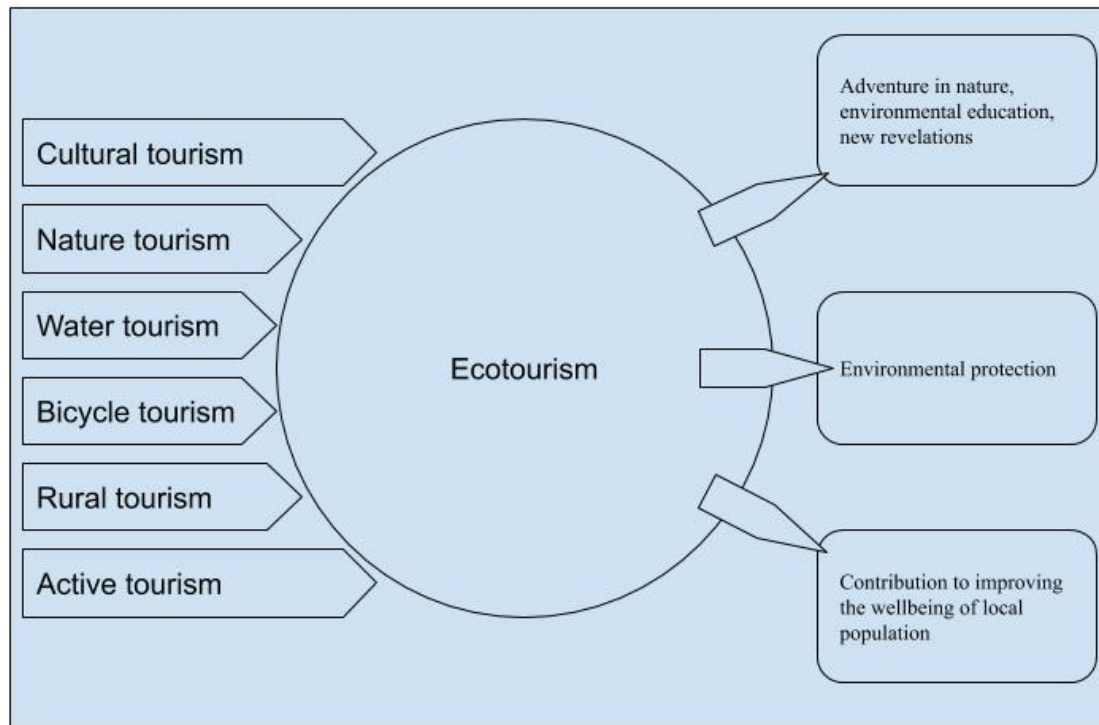 Cultural tourism
Nature tourism
Water tourism
Bicycle tourism
Rural tourism
Active tourism
Ecotourism
Adventure in nature,
environmental education,
new revelations
Environmental protection
Contribution to improving
the wellbeing of local
population